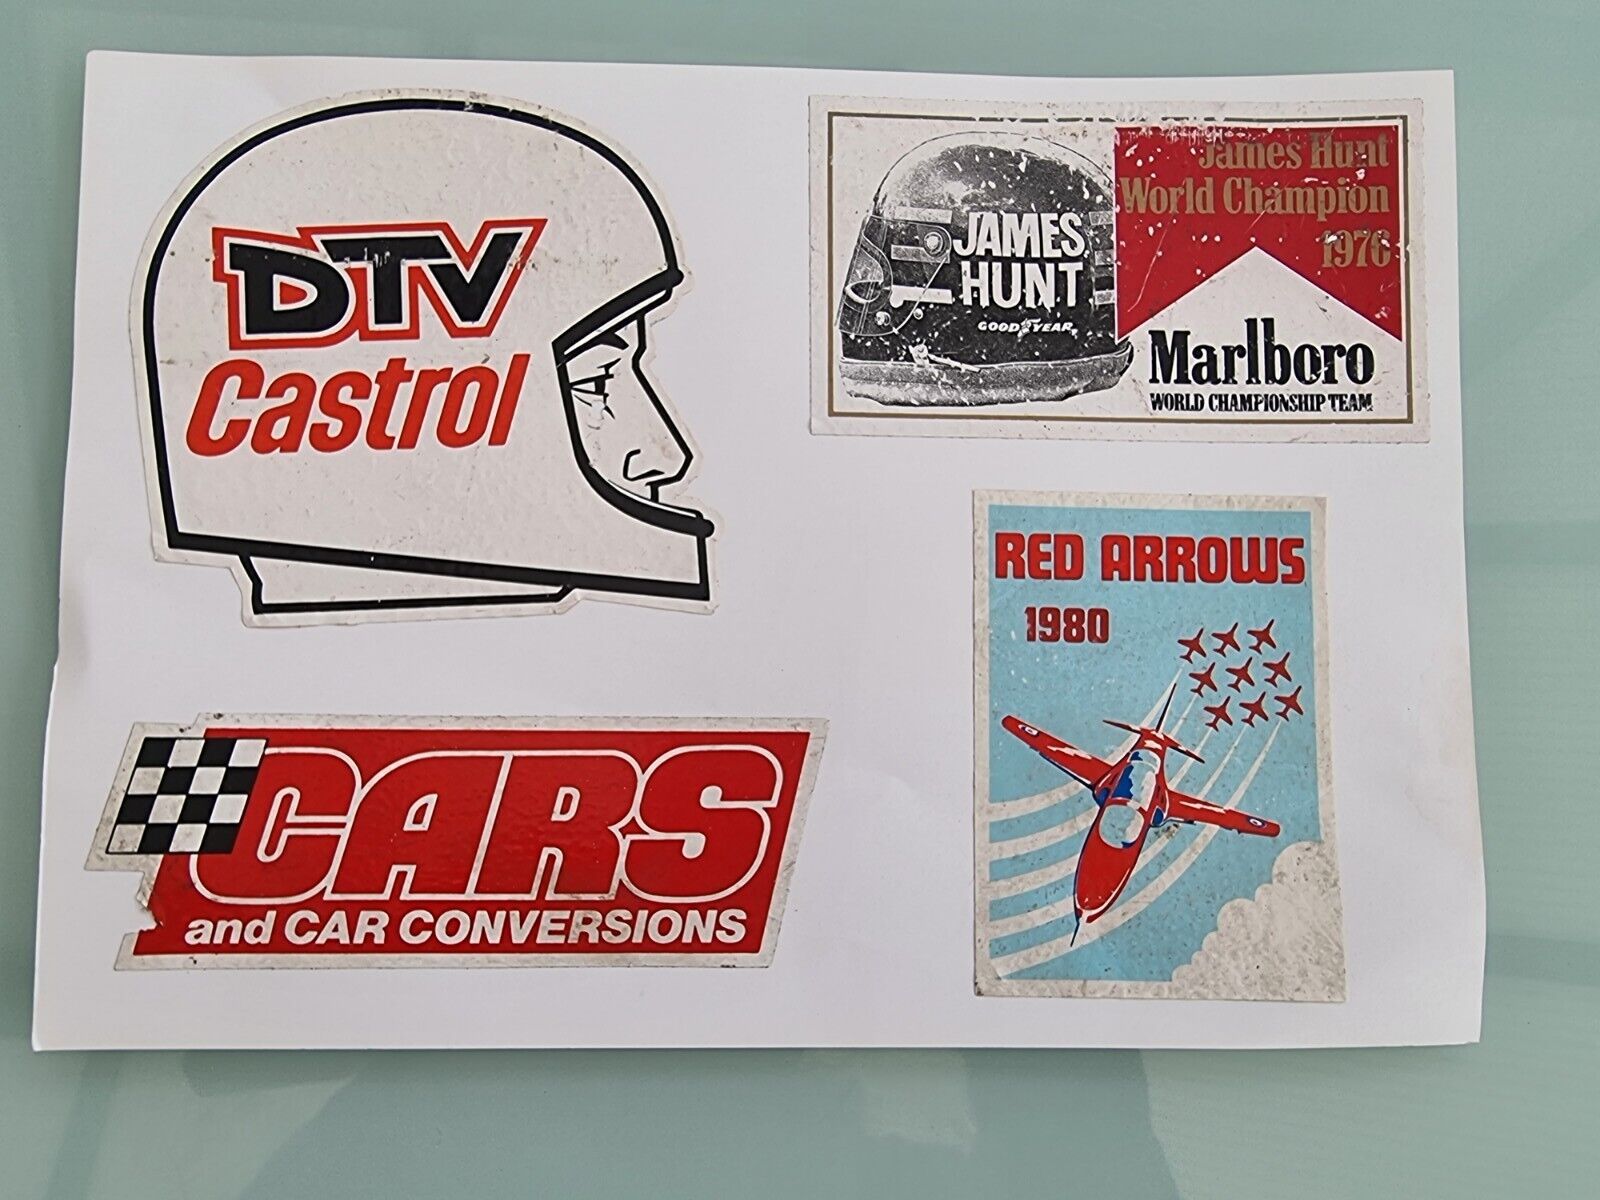 DTV
Castrol
JAMES
HUNT
GOODYEAR
James Hunt
World Champion
1976
Marlboro
WORLD CHAMPIONSHIP TEAM
RED ARROWS
1980
CARS
and CAR CONVERSIONS